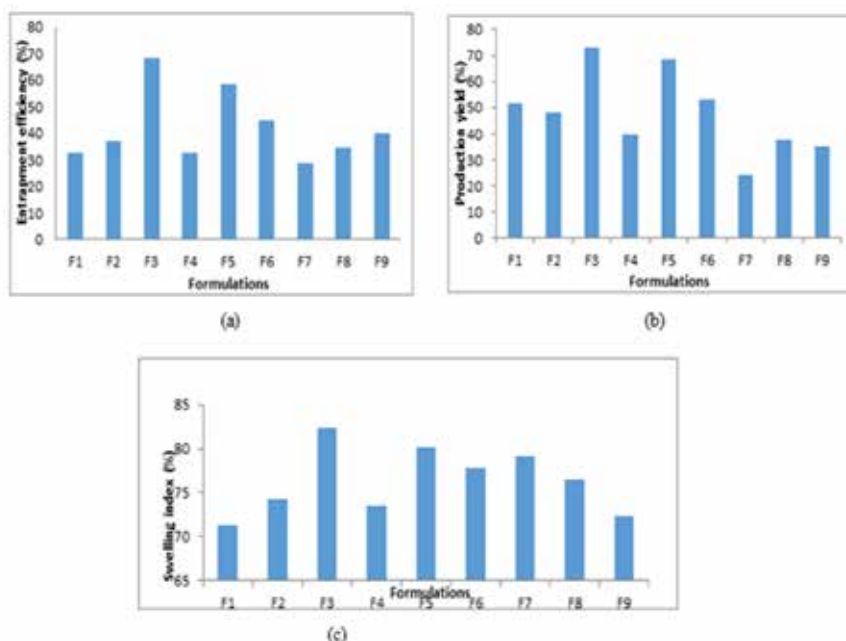 Entrapment efficiency (%)
80
70
60
50
40
30
20
10
0
F1 F2 F3 F4 F5 F6 F7 F8 F9
Formulations
(a)
Production yield (%)
80
70
60
50
40
30
20
10
0
F1 F2 F3 F4 F5 F6 F7 F8 F9
Formulations
(b)
Swelling index (%)
85
80
75
70
65
F1 F2 F3 F4 F5 F6 F7 F8 F9
Formulations
(c)